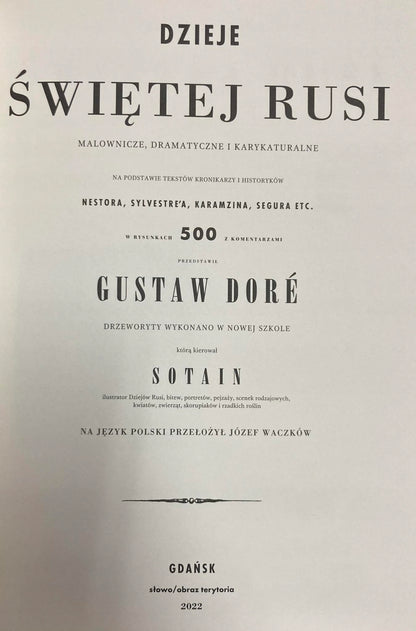 DZIEJE
ŚWIĘTEJ RUSI
MALOWNICZE, DRAMATYCZNE I KARYKATURALNE
NA PODSTAWIE TEKSTÓW KRONIKARZY I HISTORYKÓW
NESTORA, SYLVESTRE'A, KARAMZINA, SEGURA ETC.
W RYSUNKACH 500 Z KOMENTARZAMI
PRZEDSTAWIŁ
GUSTAW DORÉ
DRZEWORYTY WYKONANO W NOWEJ SZKOLE
którą kierował
SOTAIN
ilustrator Dziejów Rusi, bitew, portretów, pejzaży, scenek rodzajowych,
kwiatów, zwierząt, skorupiaków i rzadkich roślin
NA JĘZYK POLSKI PRZEŁOŻYŁ JÓZEF WACZKÓW
GDAŃSK
słowo/obraz terytoria
2022